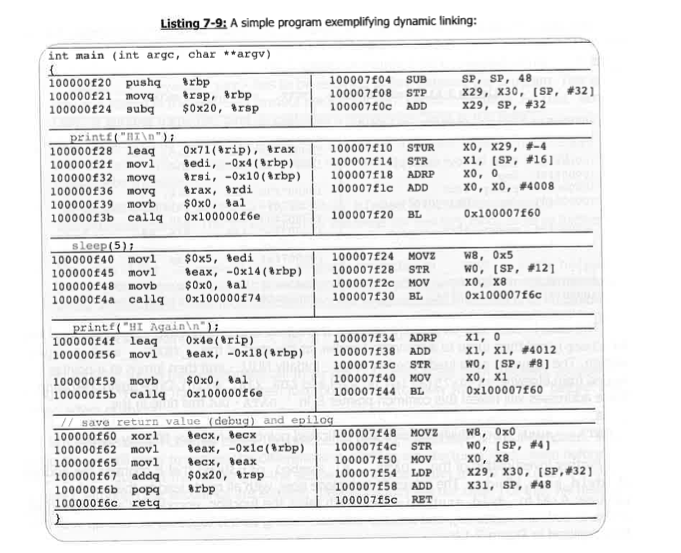 Listing 7-9: A simple program exemplifying dynamic linking:
int main (int argc, char **argv)
{
100000f20 pushq %rbp | 100007f04 SUB SP, SP, 48
100000f21 movq %rsp, %rbp | 100007f08 STP X29, X30, [SP, #32]
100000f24 subq $0x20, %rsp | 100007f0c ADD X29, SP, #32
printf("HI\n");
100000f28 leaq 0x71(%rip), %rax | 100007f10 STUR X0, X29, #-4
100000f2f movl %edi, -0x4(%rbp) | 100007f14 STR X1, [SP, #16]
100000f32 movq %rsi, -0x10(%rbp) | 100007f18 ADRP X0, 0
100000f36 movq %rax, %rdi | 100007f1c ADD X0, X0, #4008
100000f39 movb $0x0, %al
100000f3b callq 0x100000f6e | 100007f20 BL 0x100007f60
sleep(5);
100000f40 movl $0x5, %edi | 100007f24 MOVZ W8, 0x5
100000f45 movl %eax, -0x14(%rbp) | 100007f28 STR W0, [SP, #12]
100000f48 movb $0x0, %al | 100007f2c MOV X0, X8
100000f4a callq 0x100000f74 | 100007f30 BL 0x100007f6c
printf("HI Again\n");
100000f4f leaq 0x4e(%rip) | 100007f34 ADRP X1, 0
100000f56 movl %eax, -0x18(%rbp) | 100007f38 ADD X1, X1, #4012
100007f3c STR W0, [SP, #8]
100000f59 movb $0x0, %al | 100007f40 MOV X0, X1
100000f5b callq 0x100000f6e | 100007f44 BL 0x100007f60
// save return value (debug) and epilog
100000f60 xorl %ecx, %ecx | 100007f48 MOVZ W8, 0x0
100000f62 movl %eax, -0x1c(%rbp) | 100007f4c STR W0, [SP, #4]
100000f65 movl %ecx, %eax | 100007f50 MOV X0, X8
100000f67 addq $0x20, %rsp | 100007f54 LDP X29, X30, [SP,#32]
100000f6b popq %rbp | 100007f58 ADD X31, SP, #48
100000f6c retq | 100007f5c RET
}